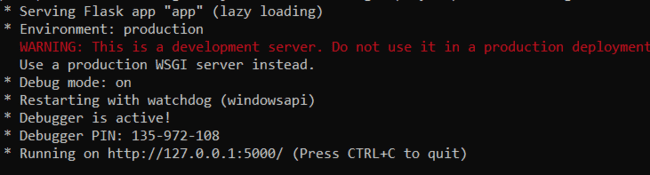 * Serving Flask app "app" (lazy loading)
* Environment: production
WARNING: This is a development server. Do not use it in a production deployment
Use a production WSGI server instead.
* Debug mode: on
* Restarting with watchdog (windowsapi)
* Debugger is active!
* Debugger PIN: 135-972-108
* Running on http://127.0.0.1:5000/ (Press CTRL+C to quit)